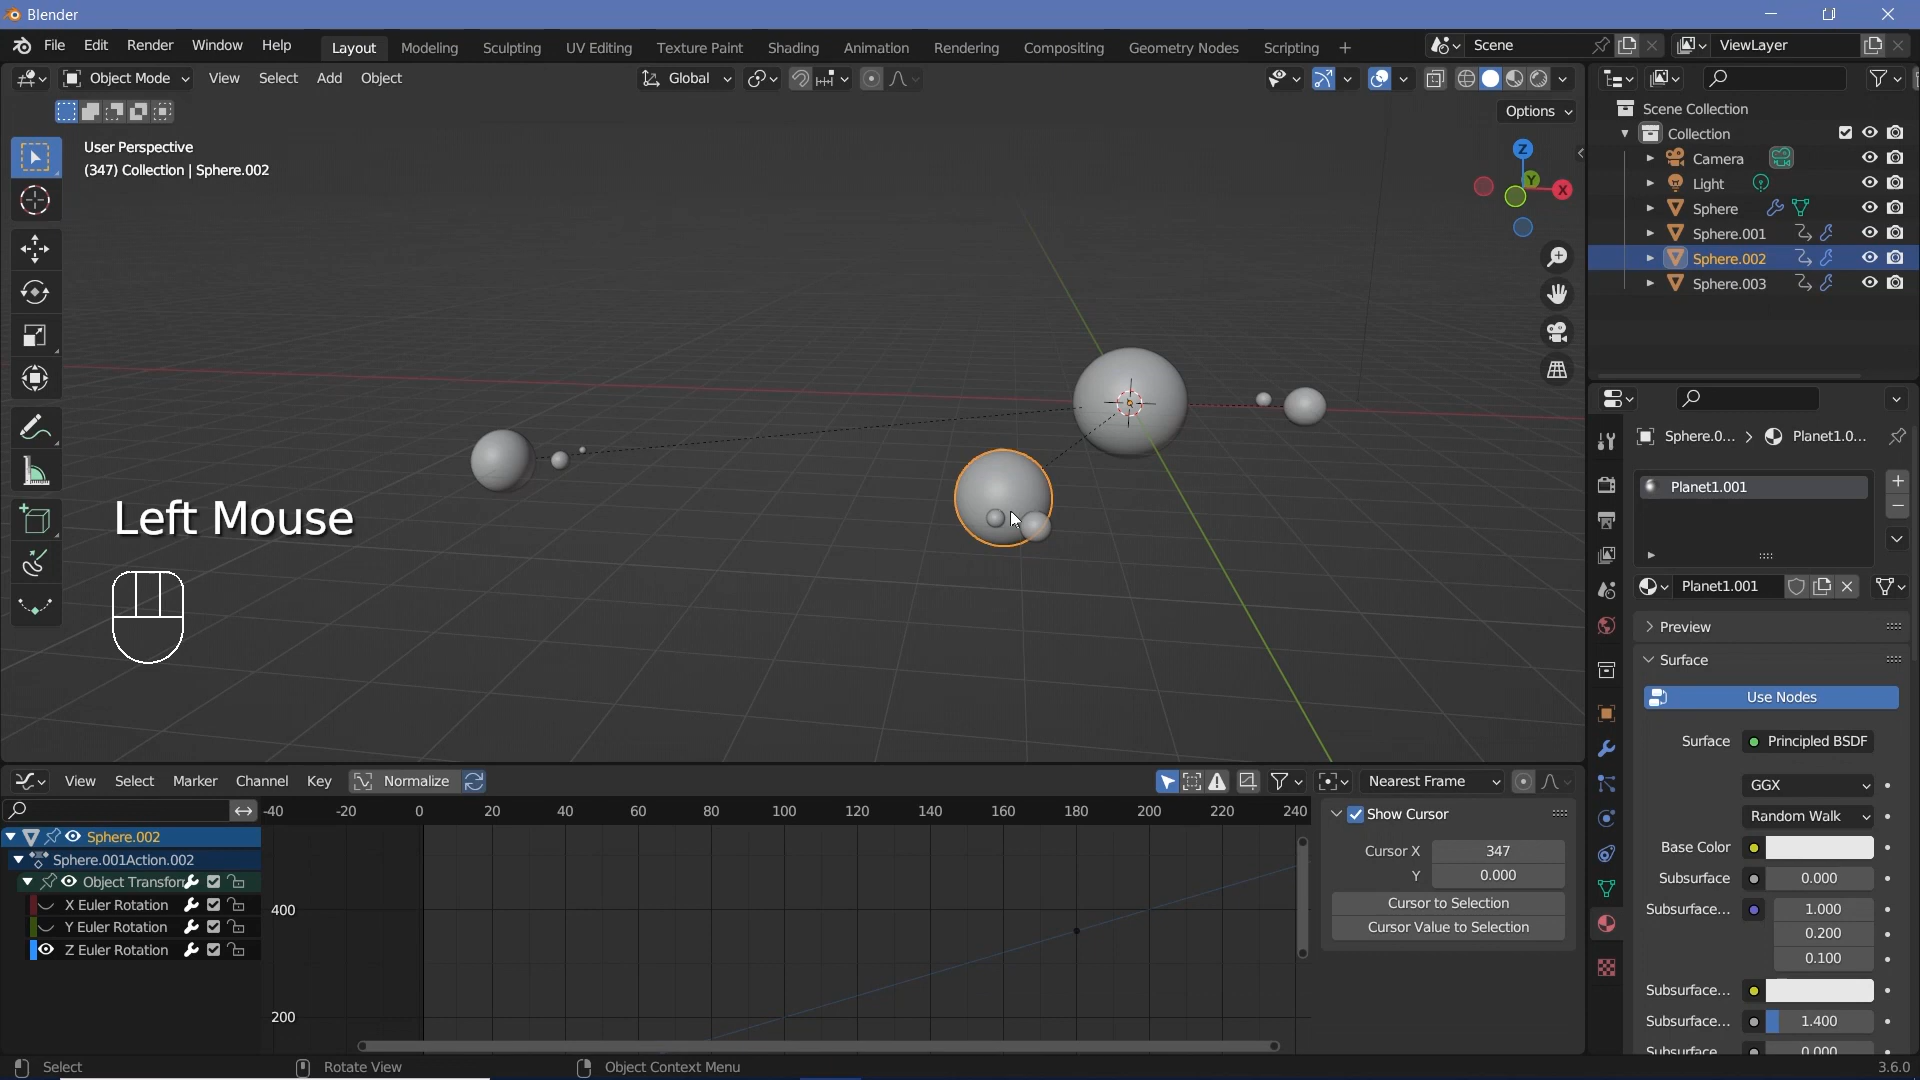 Blender
File Edit Render Window Help
Layout Modeling Sculpting UV Editing Texture Paint Shading Animation Rendering Compositing Geometry Nodes Scripting +
Scene
ViewLayer
Object Mode View Select Add Object
Global
Options
User Perspective
(347) Collection | Sphere.002
Z
Y
X
Scene Collection
Collection
Camera
Light
Sphere
Sphere.001
Sphere.002
Sphere.003
Sphere.0... > Planet1.0...
Planet1.001
Planet1.001
Preview
Surface
Use Nodes
Surface Principled BSDF
GGX
Random Walk
Base Color
Subsurface 0.000
Subsurface... 1.000
0.200
0.100
Subsurface...
Subsurface... 1.400
Subsurface... 0.000
Left Mouse
View Select Marker Channel Key Normalize
Nearest Frame
-40 -20 0 20 40 60 80 100 120 140 160 180 200 220 240
Sphere.002
Sphere.001Action.002
Object Transform
X Euler Rotation
Y Euler Rotation
Z Euler Rotation
400
200
Show Cursor
Cursor X 347
Y 0.000
Cursor to Selection
Cursor Value to Selection
Select
Rotate View
Object Context Menu
3.6.0